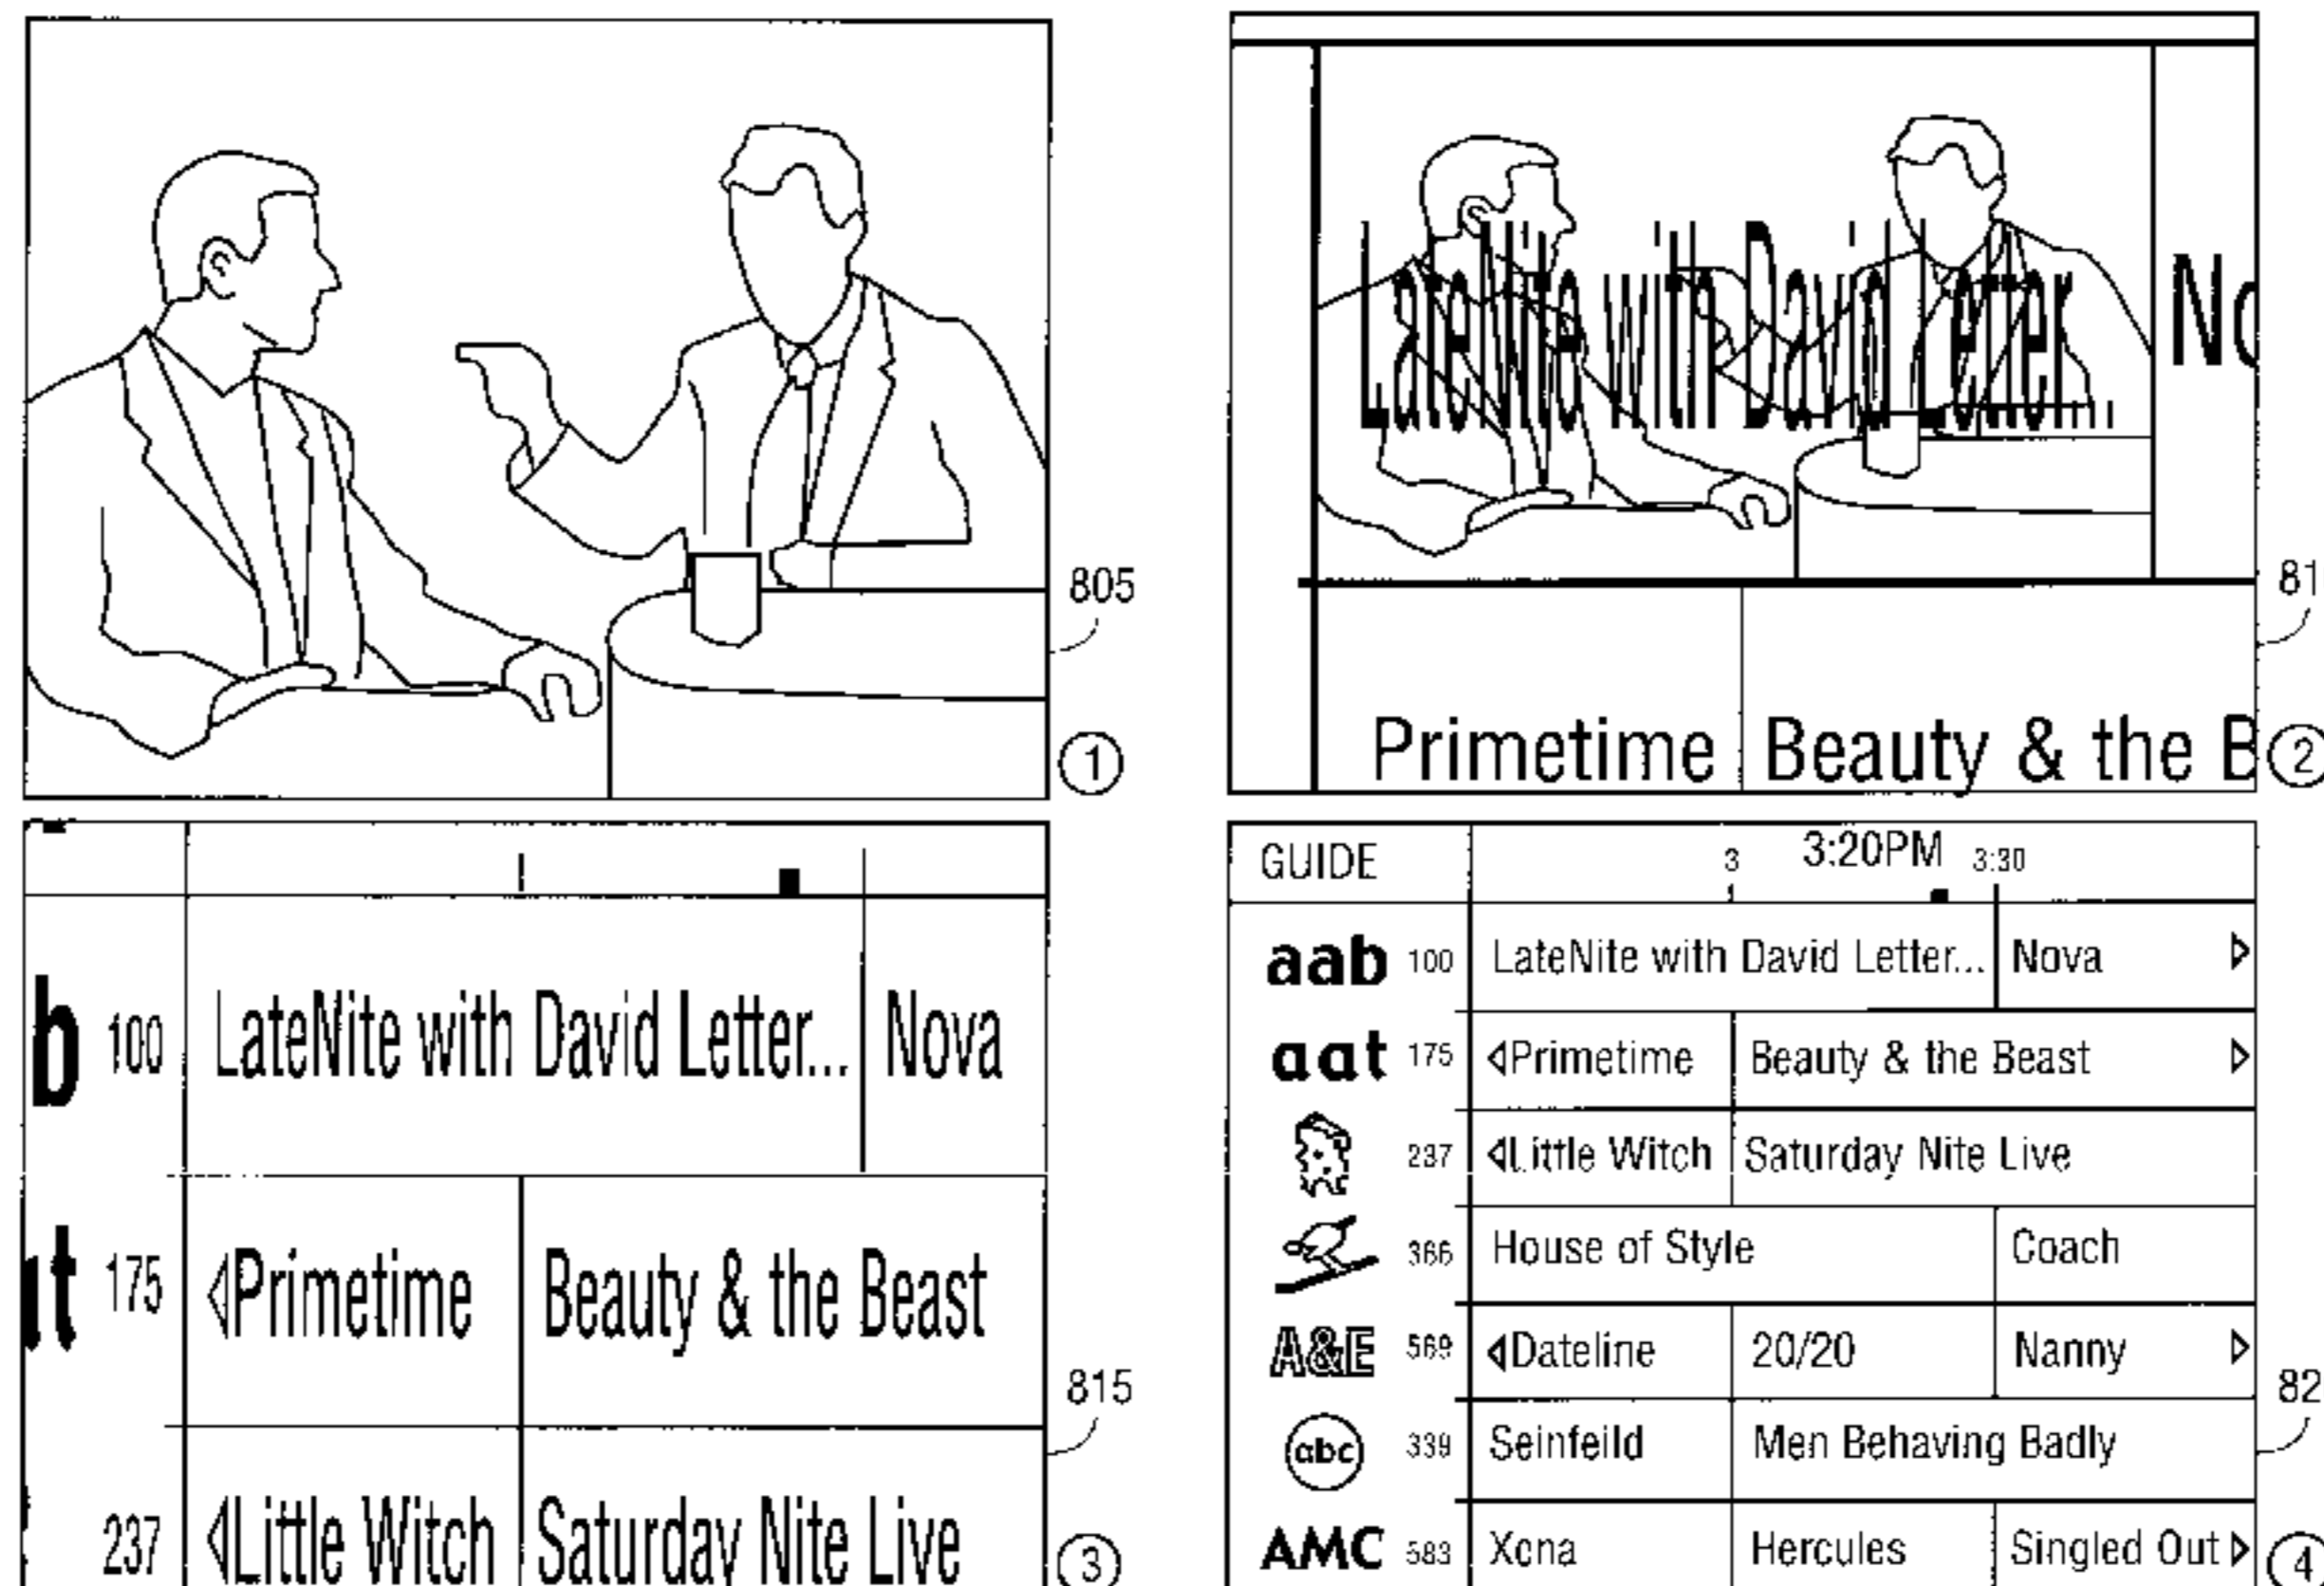 805
1
LateNite with David Letter...
No
81
Primetime Beauty & the B
2
b 100 LateNite with David Letter... Nova
175 ◁Primetime Beauty & the Beast
815
237 ◁Little Witch Saturday Nite Live
3
GUIDE 3 3:20PM 3:30
aab 100 LateNite with David Letter... Nova ▷
aat 175 ◁Primetime Beauty & the Beast ▷
237 ◁Little Witch Saturday Nite Live
366 House of Style Coach
A&E 569 ◁Dateline 20/20 Nanny ▷
82
abc 339 Seinfeild Men Behaving Badly
AMC 583 Xena Hercules Singled Out ▷
4